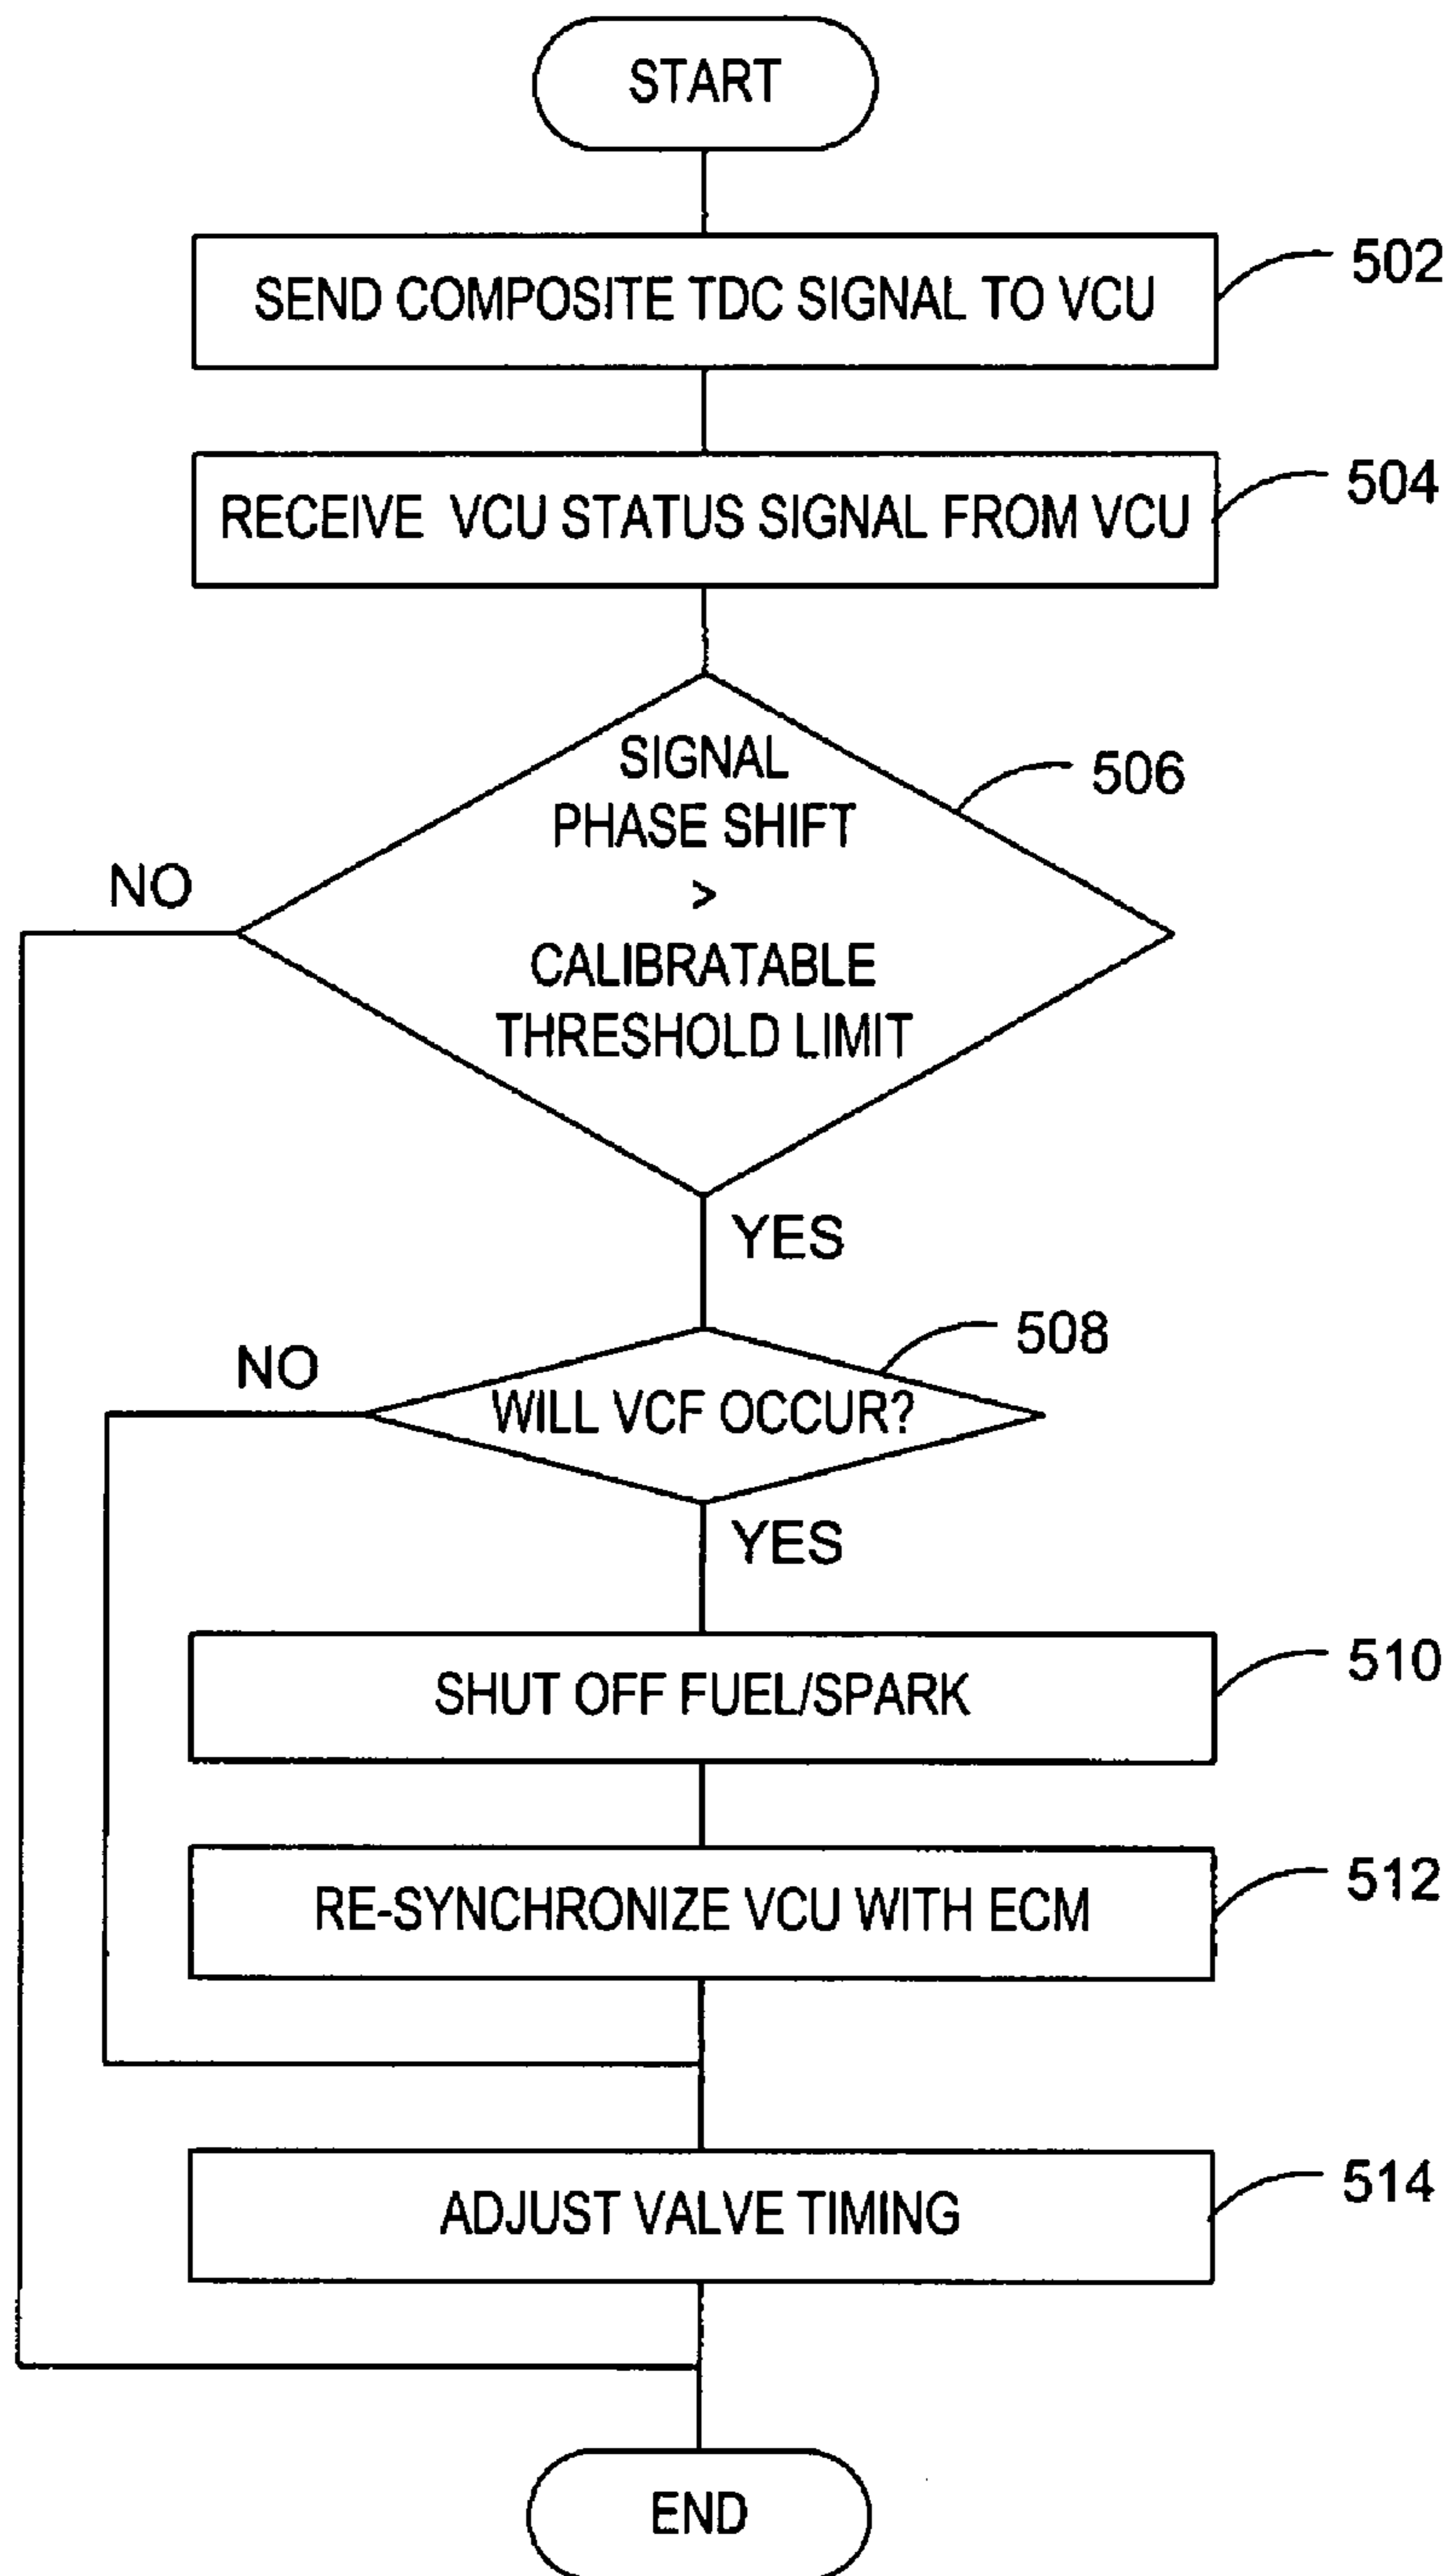 START
SEND COMPOSITE TDC SIGNAL TO VCU
502
RECEIVE VCU STATUS SIGNAL FROM VCU
504
SIGNAL
PHASE SHIFT
>
CALIBRATABLE
THRESHOLD LIMIT
506
NO
YES
WILL VCF OCCUR?
508
NO
YES
SHUT OFF FUEL/SPARK
510
RE-SYNCHRONIZE VCU WITH ECM
512
ADJUST VALVE TIMING
514
END